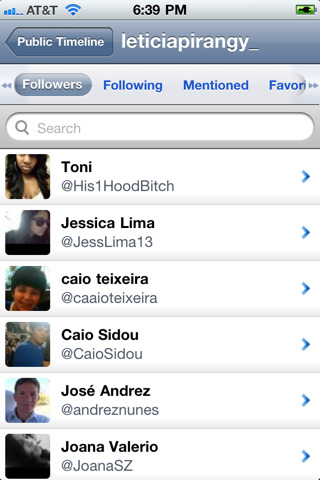 AT&T 6:39 PM
Public Timeline leticiapirangy_
Followers Following Mentioned Favori
Search
Toni
@His1HoodBitch
Jessica Lima
@JessLima13
caio teixeira
@caaioteixeira
Caio Sidou
@CaioSidou
José Andrez
@andreznunes
Joana Valerio
@JoanaSZ